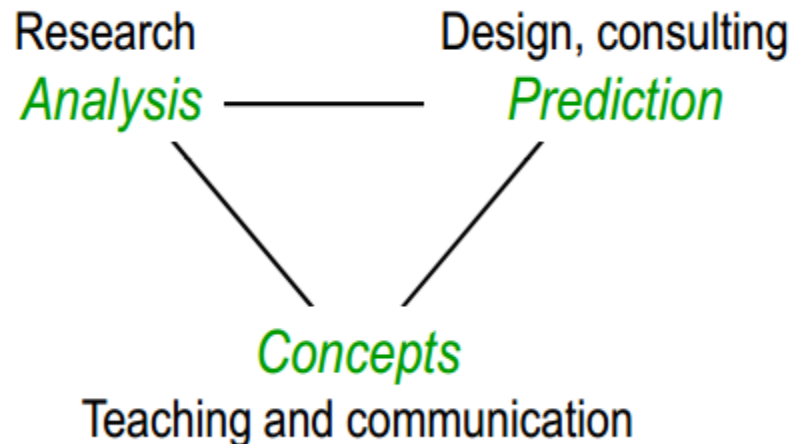 Research
Design, consulting
Analysis
Prediction
Concepts
Teaching and communication